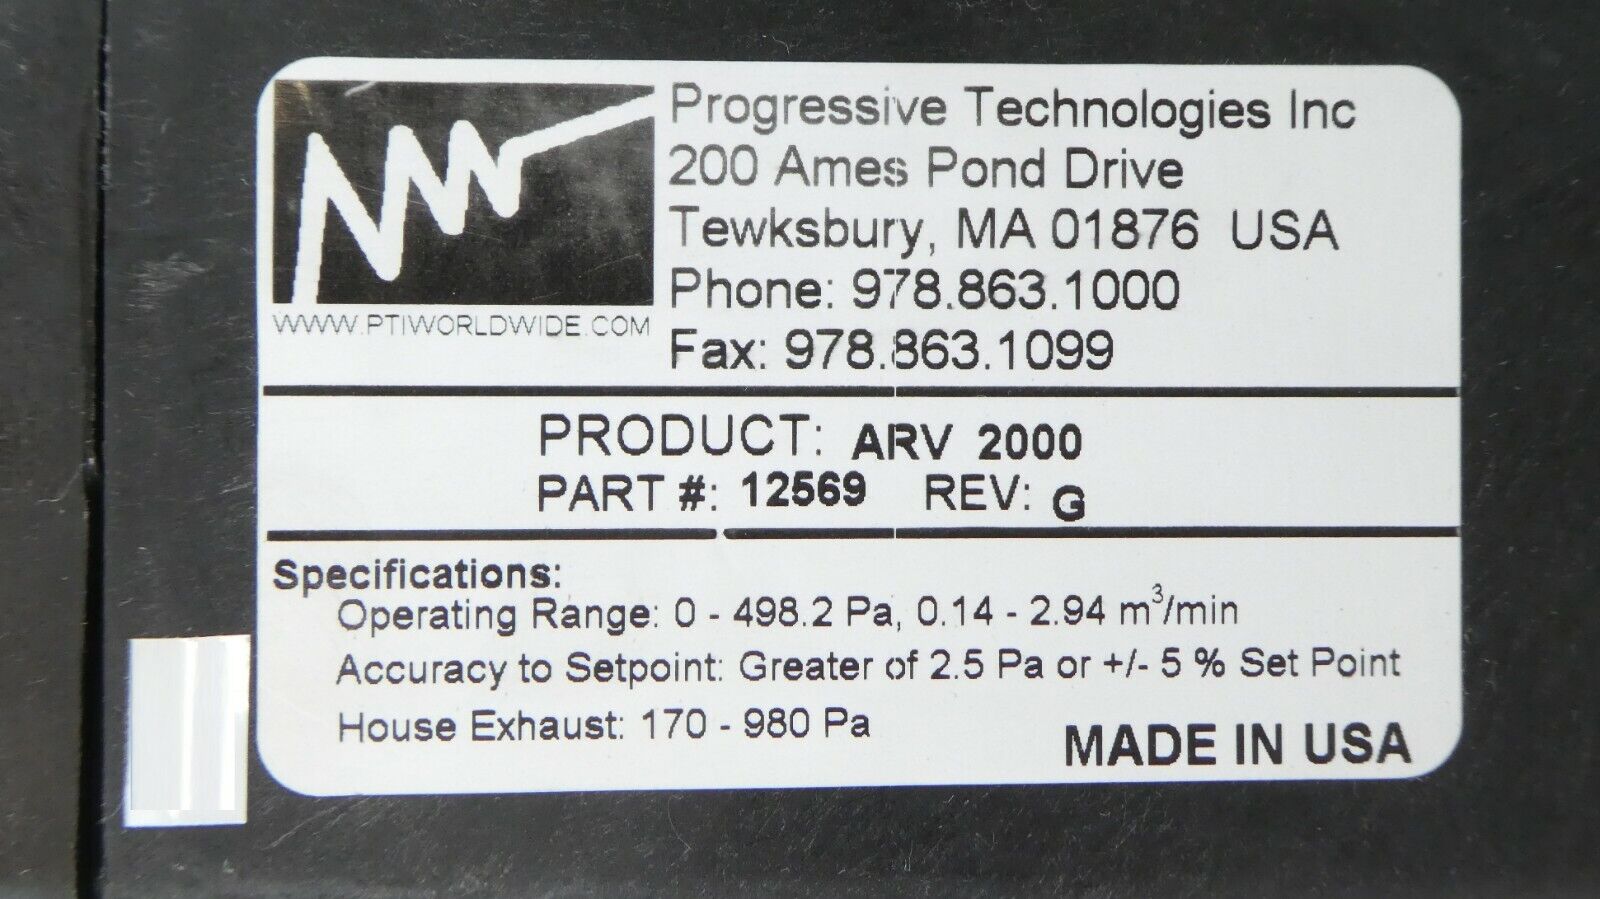 Progressive Technologies Inc
200 Ames Pond Drive
Tewksbury, MA 01876 USA
Phone: 978.863.1000
Fax: 978.863.1099
WWW.PTIWORLDWIDE.COM
PRODUCT: ARV 2000
PART #: 12569 REV: G
Specifications:
Operating Range: 0 - 498.2 Pa, 0.14 - 2.94 m³/min
Accuracy to Setpoint: Greater of 2.5 Pa or +/- 5 % Set Point
House Exhaust: 170 - 980 Pa
MADE IN USA